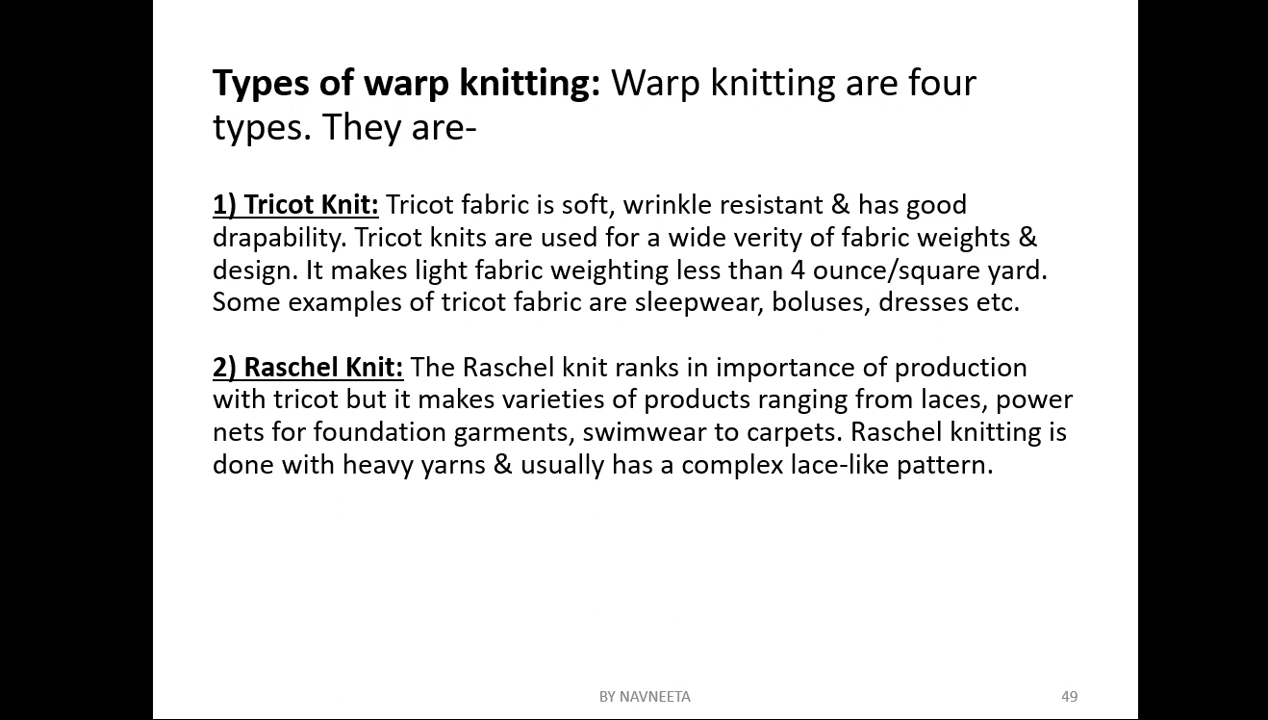 Types of warp knitting: Warp knitting are four
types. They are-
1) Tricot Knit: Tricot fabric is soft, wrinkle resistant & has good
drapability. Tricot knits are used for a wide verity of fabric weights &
design. It makes light fabric weighting less than 4 ounce/square yard.
Some examples of tricot fabric are sleepwear, boluses, dresses etc.
2) Raschel Knit: The Raschel knit ranks in importance of production
with tricot but it makes varieties of products ranging from laces, power
nets for foundation garments, swimwear to carpets. Raschel knitting is
done with heavy yarns & usually has a complex lace-like pattern.
BY NAVNEETA
49